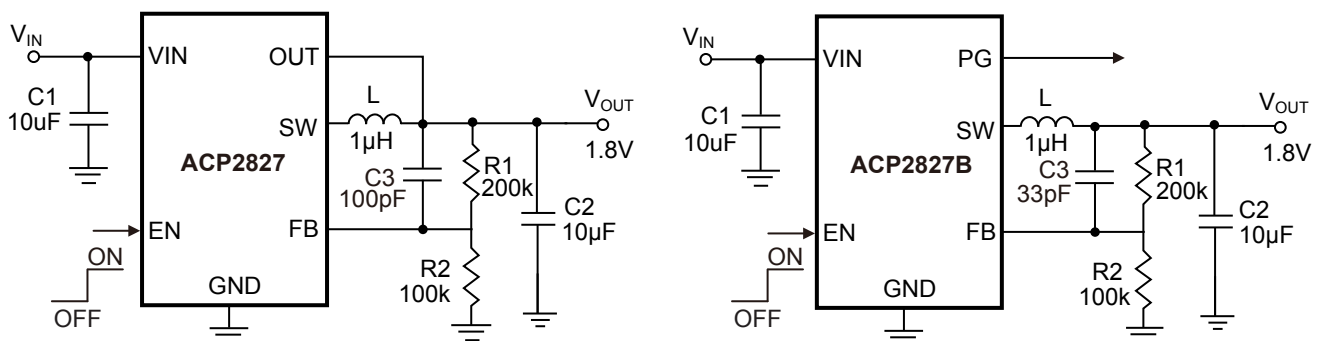 VIN
C1
10uF
VIN
OUT
SW
L
1µH
ACP2827
C3
100pF
R1
200k
VOUT
1.8V
C2
10µF
EN
FB
ON
OFF
GND
R2
100k
VIN
C1
10uF
VIN
PG
SW
L
1µH
ACP2827B
C3
33pF
R1
200k
VOUT
1.8V
C2
10µF
EN
FB
ON
OFF
GND
R2
100k